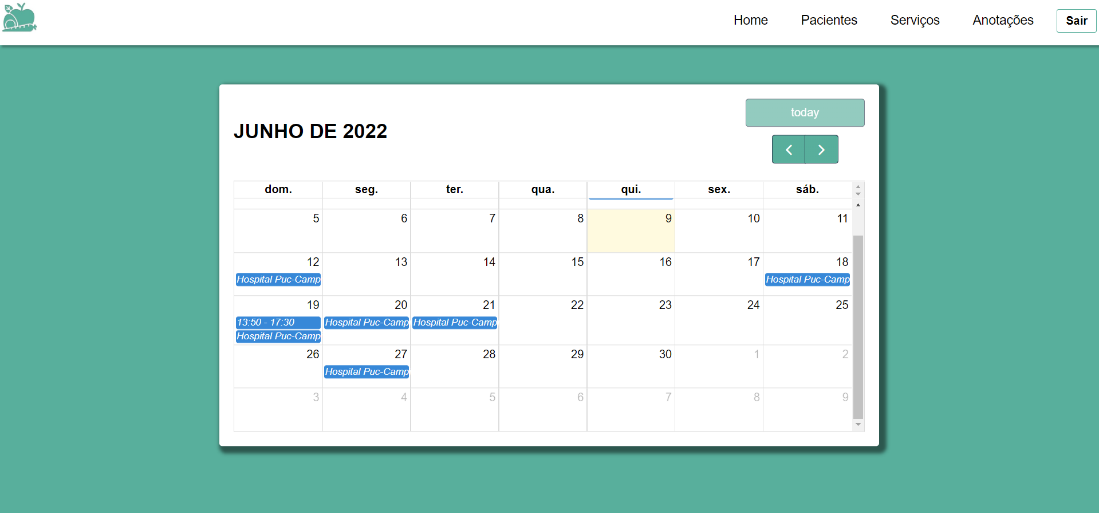 Home Pacientes Serviços Anotações Sair
today
JUNHO DE 2022
dom. seg. ter. qua. qui. sex. sáb.
5 6 7 8 9 10 11
12 13 14 15 16 17 18
Hospital Puc-Camp Hospital Puc-Camp
19 20 21 22 23 24 25
13:50 - 17:30 Hospital Puc-Camp Hospital Puc-Camp
Hospital Puc-Camp
26 27 28 29 30 1 2
Hospital Puc-Camp
3 4 5 6 7 8 9